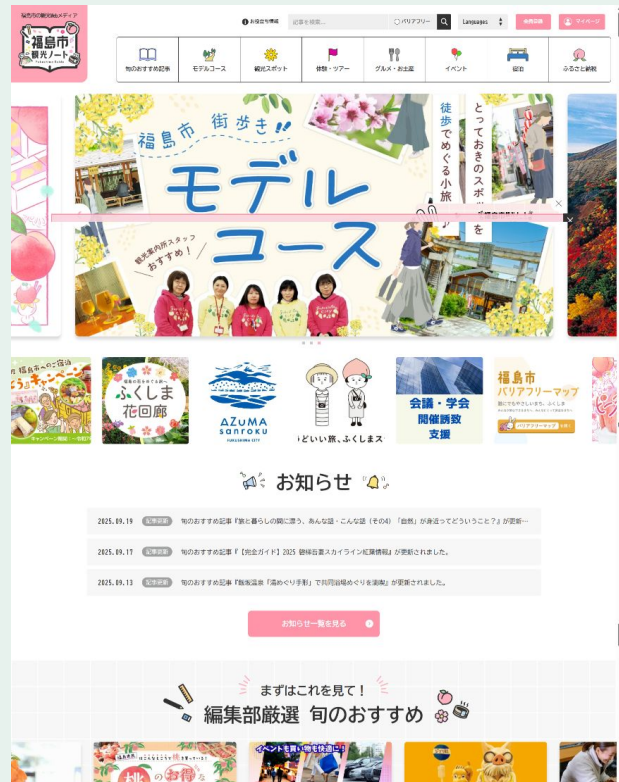 福島市の観光Webメディア
福島市
観光ノート
お役立ち情報
記事を検索...
バリアフリー
Languages
会員登録
マイページ
旬のおすすめ記事
モデルコース
観光スポット
体験・ツアー
グルメ・お土産
イベント
宿泊
ふるさと納税
福島市 街歩き!!
モデル
コース
観光案内所スタッフ
おすすめ!
とっておきのスポットを
徒歩でめぐる小旅
ふくしま
花回廊
AZuMA
sanroku
FUKUSHIMA CITY
どいい旅、ふくしまス
会議・学会
開催誘致
支援
福島市
バリアフリーマップ
バリアフリーマップ
お知らせ
2025.09.19 記事更新 旬のおすすめ記事『旅と暮らしの間に漂う、あんな話・こんな話(その4)「自然」が身近ってどういうこと?』が更新…
2025.09.17 記事更新 旬のおすすめ記事『【完全ガイド】2025 磐梯吾妻スカイライン紅葉情報』が更新されました。
2025.09.13 記事更新 旬のおすすめ記事『飯坂温泉「湯めぐり手形」で共同浴場めぐりを満喫』が更新されました。
お知らせ一覧を見る
まずはこれを見て!
編集部厳選 旬のおすすめ
イベントも買い物も快適に!
桃のお得な